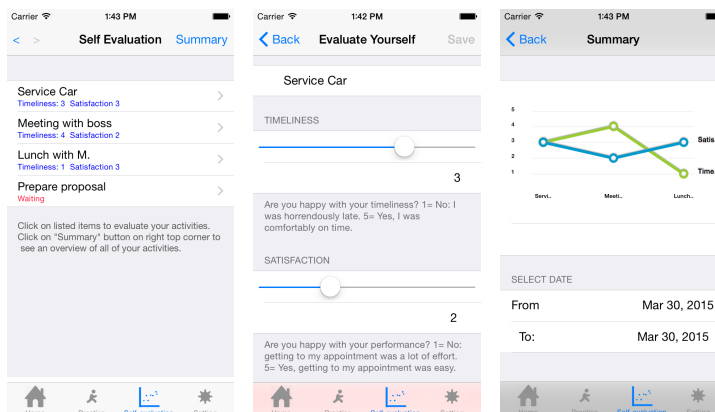 Carrier 1:43 PM
< > Self Evaluation Summary
Service Car
Timeliness: 3 Satisfaction 3
Meeting with boss
Timeliness: 4 Satisfaction 2
Lunch with M.
Timeliness: 1 Satisfaction 3
Prepare proposal
Waiting
Click on listed items to evaluate your activities.
Click on "Summary" button on right top corner to
see an overview of all of your activities.
Carrier 1:42 PM
Back Evaluate Yourself Save
Service Car
TIMELINESS
3
Are you happy with your timeliness? 1= No: I
was horrendously late. 5= Yes, I was
comfortably on time.
SATISFACTION
2
Are you happy with your performance? 1= No:
getting to my appointment was a lot of effort.
5= Yes, getting to my appointment was easy.
Carrier 1:43 PM
Back Summary
5
4
3
2
1
Satis
Time.
Servi.. Meeti.. Lunch..
SELECT DATE
From Mar 30, 2015
To: Mar 30, 2015